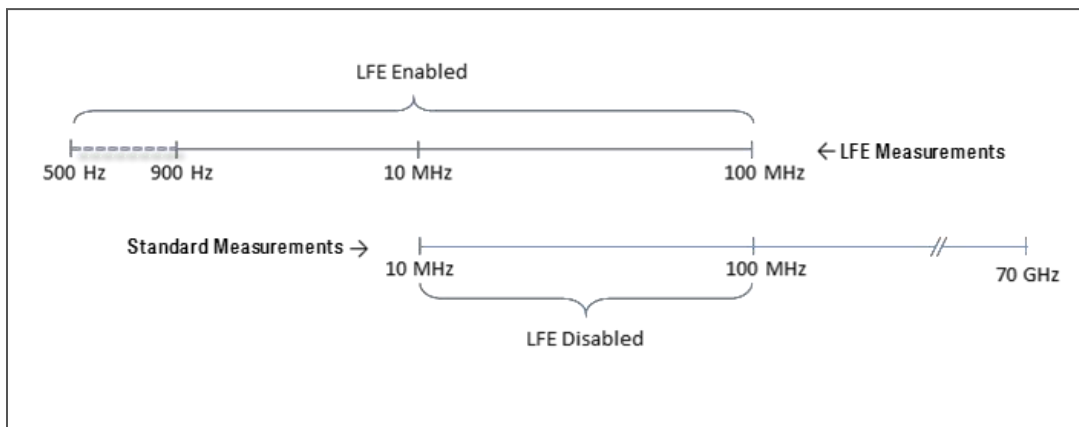 LFE Enabled
500 Hz 900 Hz 10 MHz 100 MHz ←LFE Measurements
Standard Measurements →
10 MHz 100 MHz 70 GHz
LFE Disabled